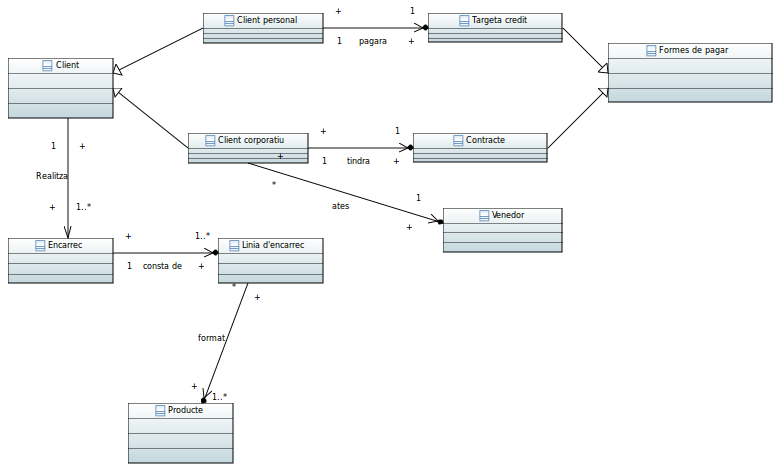 Client personal
+ 1
1 pagara +
Targeta credit
Formes de pagar
Client
Client corporatiu
+ 1
1 tindra +
Contracte
1 +
Realitza
+ 1..*
+
*
ates
1
+
Venedor
Encarrec
+ 1..*
1 consta de +
Linia d'encarrec
*
+
format
+
1..*
Producte